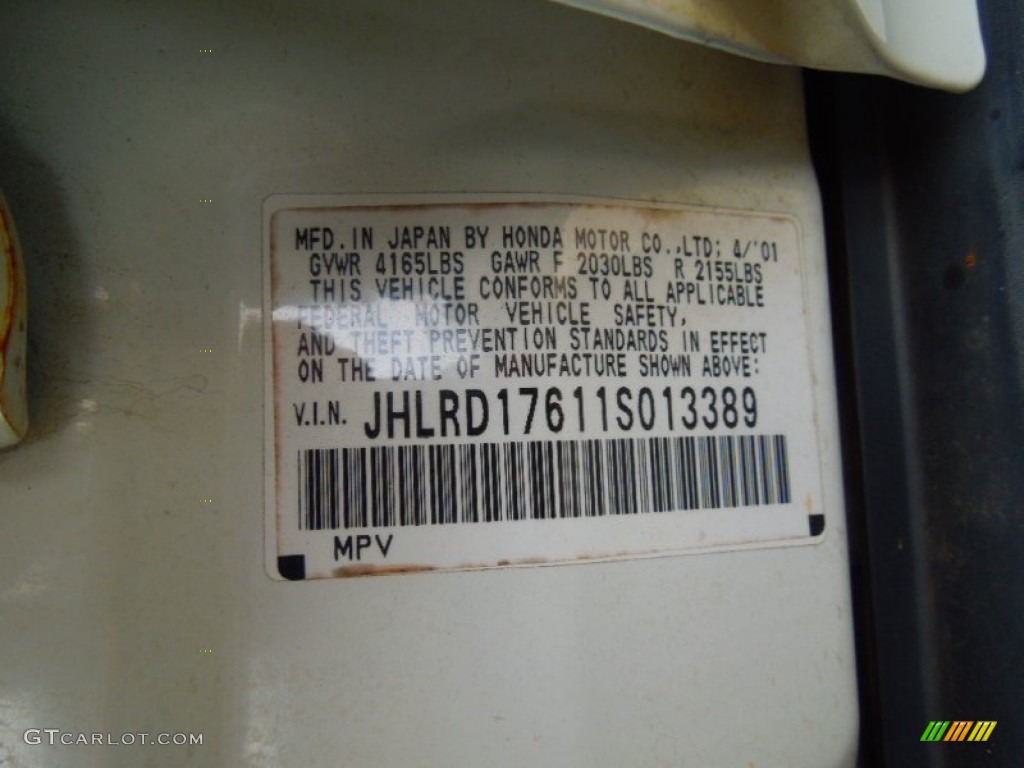 MFD. IN JAPAN BY HONDA MOTOR CO.,LTD; 4/'01
GVWR 4165LBS GAWR F 2030LBS R 2155LBS
THIS VEHICLE CONFORMS TO ALL APPLICABLE
FEDERAL MOTOR VEHICLE SAFETY,
AND THEFT PREVENTION STANDARDS IN EFFECT
ON THE DATE OF MANUFACTURE SHOWN ABOVE:
V.I.N. JHLRD17611S013389
MPV
GTCARLOT.COM